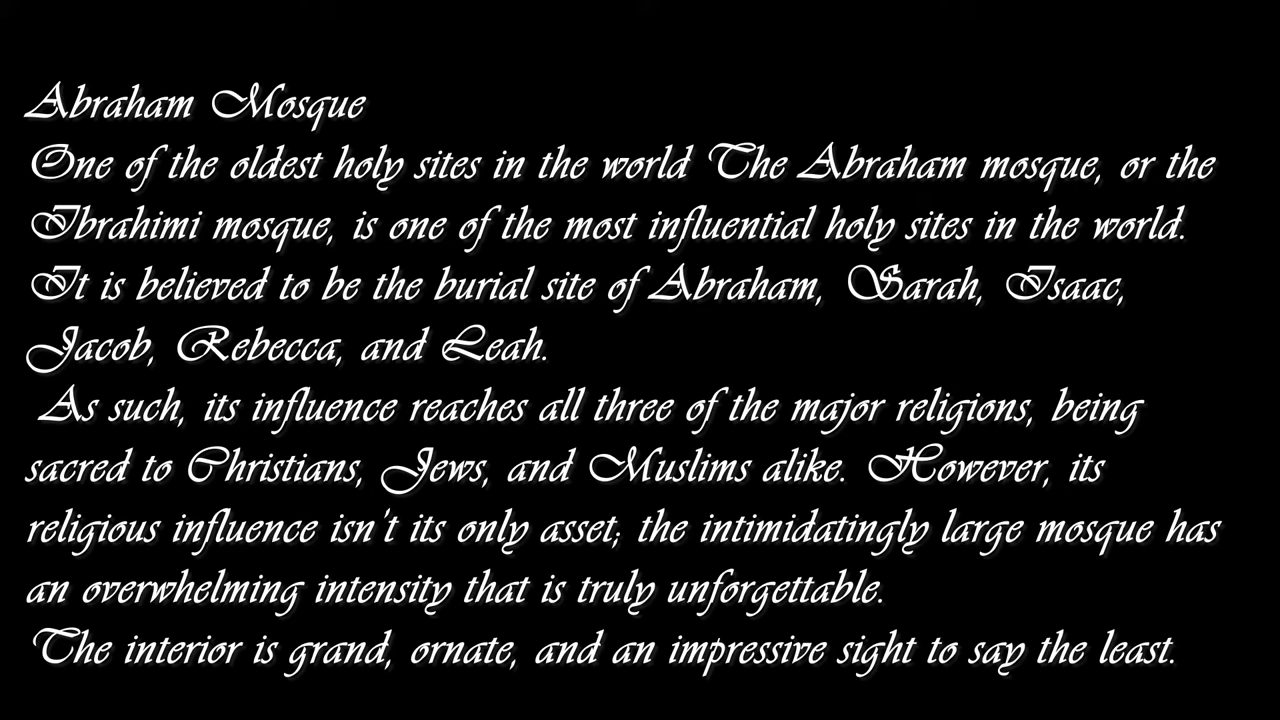 Abraham Mosque
One of the oldest holy sites in the world The Abraham mosque, or the
Ibrahimi mosque, is one of the most influential holy sites in the world.
It is believed to be the burial site of Abraham, Sarah, Isaac,
Jacob, Rebecca, and Leah.
As such, its influence reaches all three of the major religions, being
sacred to Christians, Jews, and Muslims alike. However, its
religious influence isn't its only asset; the intimidatingly large mosque has
an overwhelming intensity that is truly unforgettable.
The interior is grand, ornate, and an impressive sight to say the least.